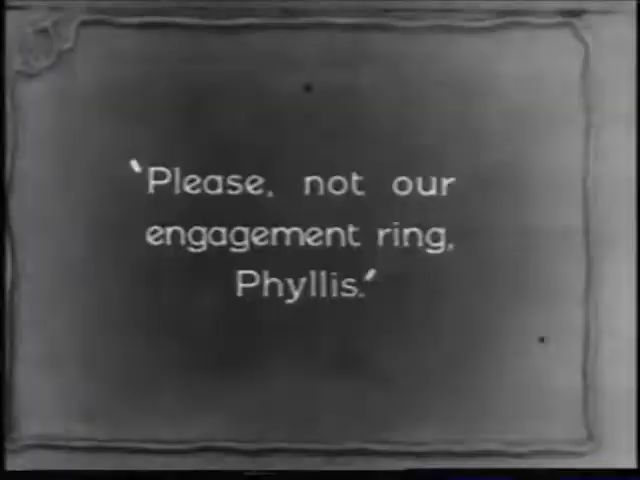 "Please, not our
engagement ring,
Phyllis."